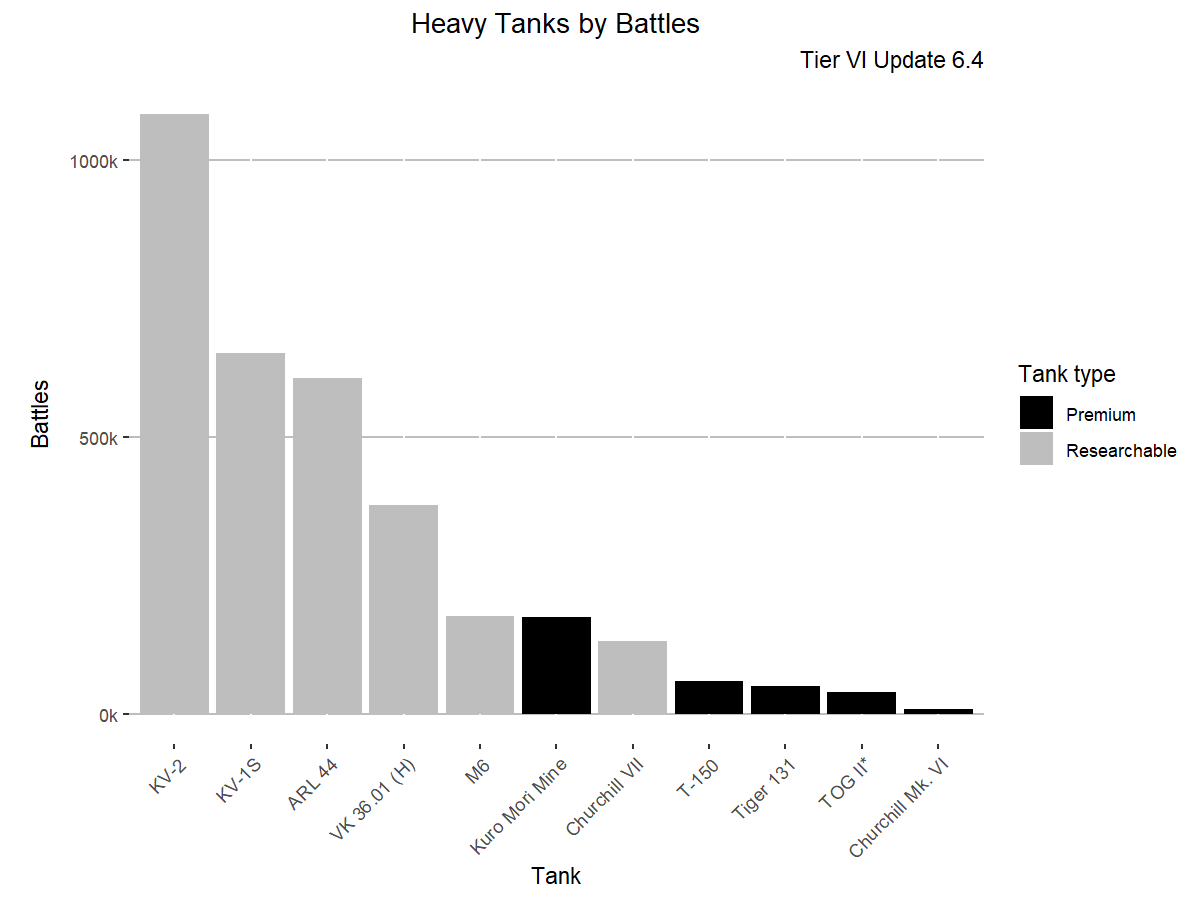 Heavy Tanks by Battles
Tier VI Update 6.4
1000k
500k
0k
Battles
KV-2
KV-1S
ARL 44
VK 36.01 (H)
M6
Kuro Mori Mine
Churchill VII
T-150
Tiger 131
TOG II*
Churchill Mk. VI
Tank
Tank type
Premium
Researchable